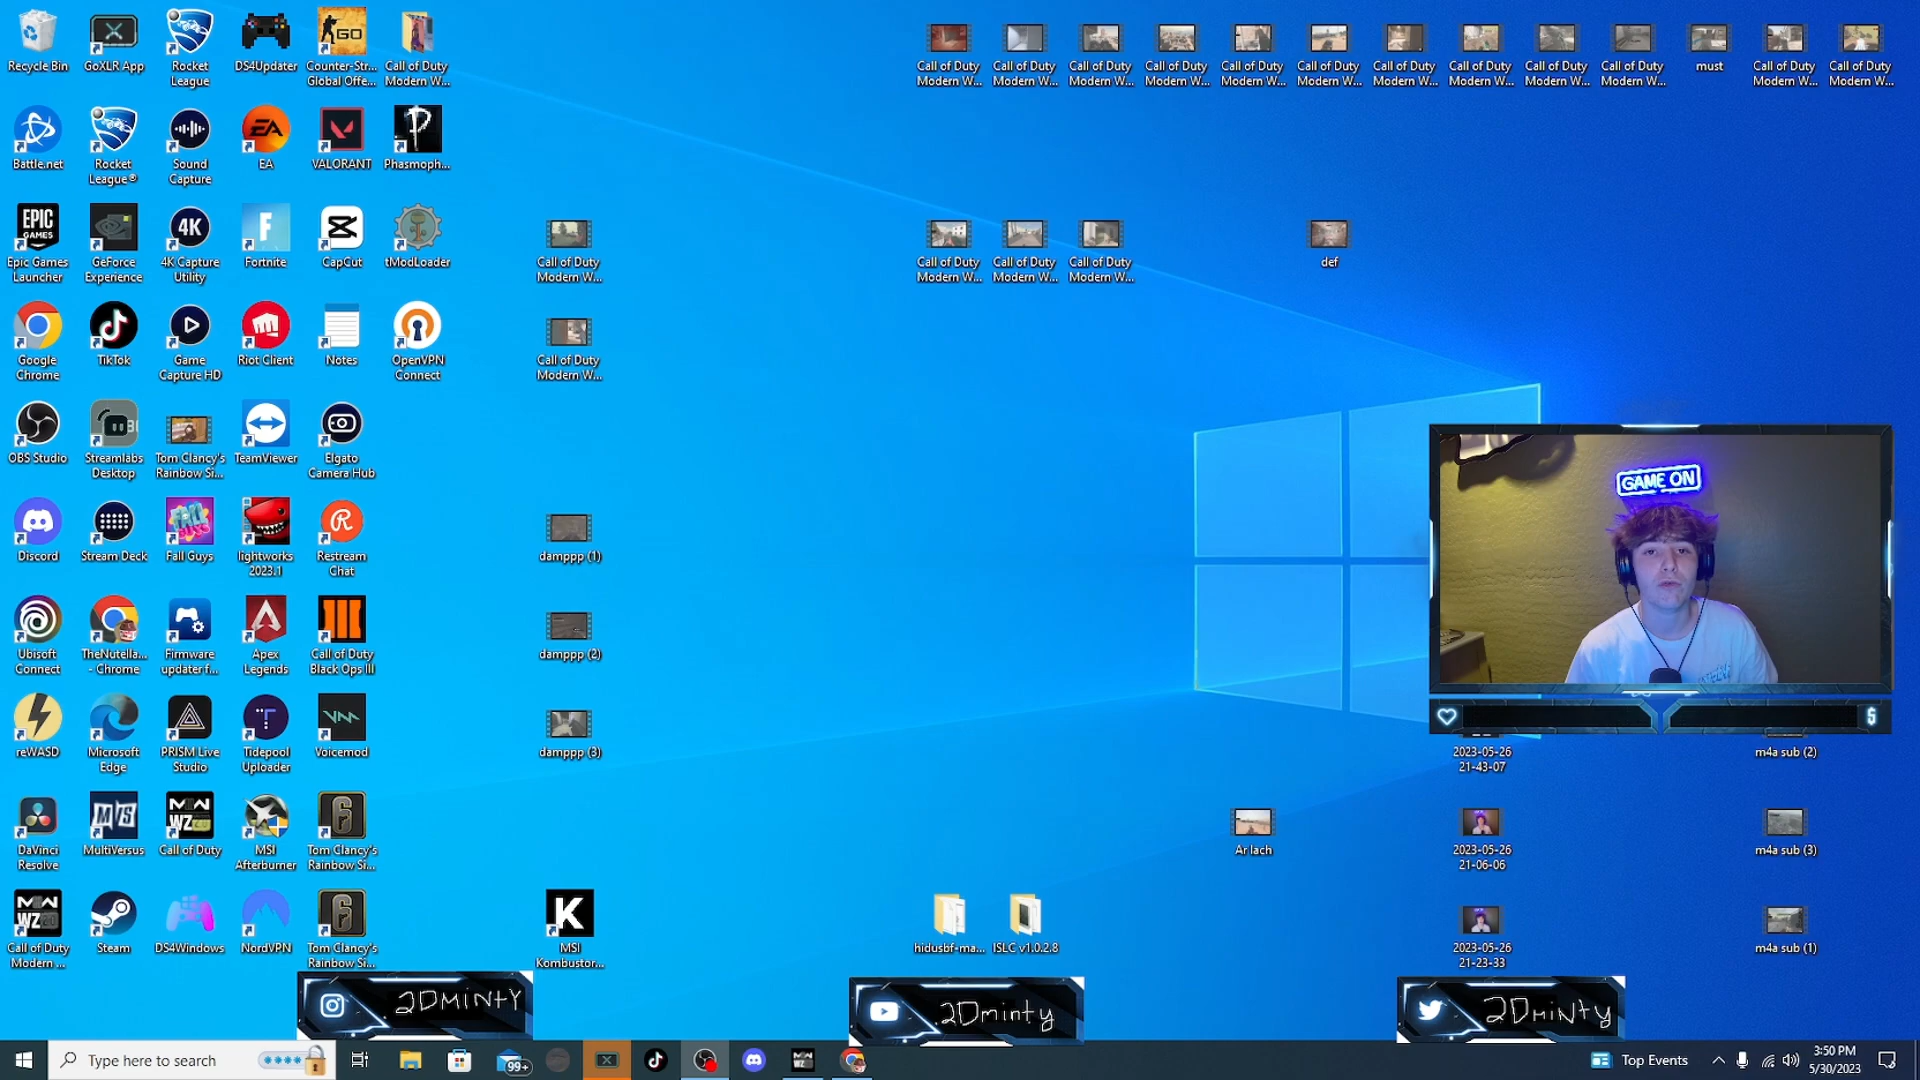 Recycle Bin
GoXLR App
Rocket
League
DS4Updater
Counter-Str...
Global Offe...
Call of Duty
Modern W...
Call of Duty
Modern W...
Call of Duty
Modern W...
Call of Duty
Modern W...
Call of Duty
Modern W...
Call of Duty
Modern W...
Call of Duty
Modern W...
Call of Duty
Modern W...
Call of Duty
Modern W...
Call of Duty
Modern W...
Call of Duty
Modern W...
must
Call of Duty
Modern W...
Call of Duty
Modern W...
Battle.net
Rocket
League®
Sound
Capture
EA
VALORANT
Phasmoph...
EPIC
GAMES
Epic Games
Launcher
GeForce
Experience
4K
4K Capture
Utility
Fortnite
CapCut
tModLoader
Call of Duty
Modern W...
Call of Duty
Modern W...
Call of Duty
Modern W...
Call of Duty
Modern W...
def
Google
Chrome
TikTok
Game
Capture HD
Riot Client
Notes
OpenVPN
Connect
Call of Duty
Modern W...
OBS Studio
Streamlabs
Desktop
Tom Clancy's
Rainbow Si...
TeamViewer
Elgato
Camera Hub
GAME ON
Discord
Stream Deck
Fall Guys
lightworks
2023.1
Restream
Chat
damppp (1)
Ubisoft
Connect
TheNutella...
- Chrome
Firmware
updater f...
Apex
Legends
Call of Duty
Black Ops III
damppp (2)
reWASD
Microsoft
Edge
PRISM Live
Studio
Tidepool
Uploader
Voicemod
damppp (3)
2023-05-26
21-43-07
m4a sub (2)
DaVinci
Resolve
MultiVersus
Call of Duty
MSI
Afterburner
Tom Clancy's
Rainbow Si...
Ar lach
2023-05-26
21-06-06
m4a sub (3)
Call of Duty
Modern ...
Steam
DS4Windows
NordVPN
Tom Clancy's
Rainbow Si...
MSI
Kombustor...
hidusbf-ma...
ISLC v1.0.2.8
2023-05-26
21-23-33
m4a sub (1)
2DMINTY
2Dminty
2DMiNty
Type here to search
99+
Top Events
3:50 PM
5/30/2023